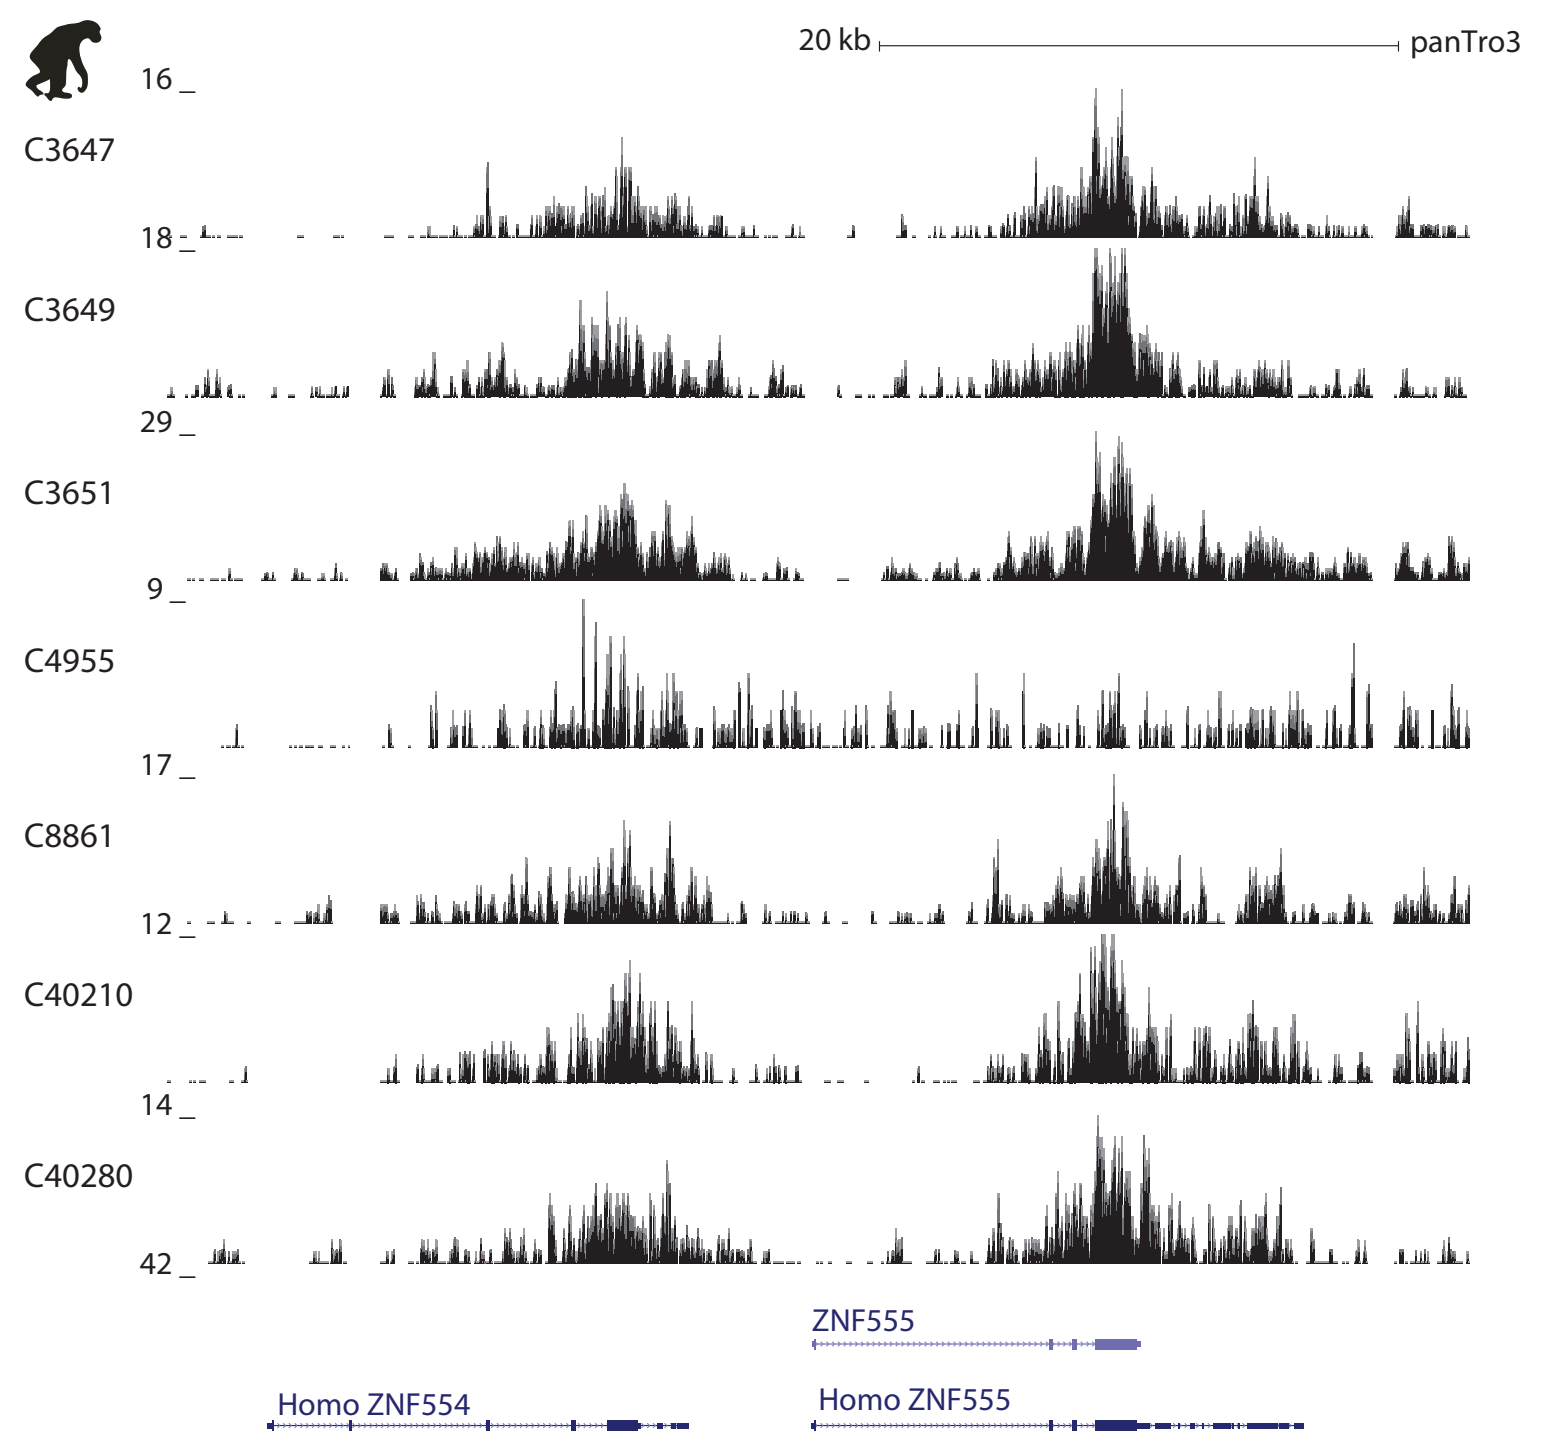 20 kb panTro3
16 _
C3647
18 _
C3649
29 _
C3651
9 _
C4955
17 _
C8861
12 _
C40210
14 _
C40280
42 _
ZNF555
Homo ZNF554 Homo ZNF555